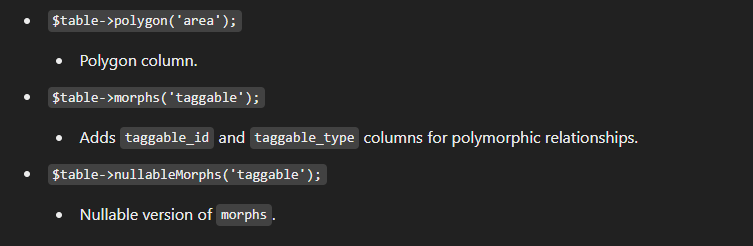 $table->polygon('area');
Polygon column.
$table->morphs('taggable');
Adds taggable_id and taggable_type columns for polymorphic relationships.
$table->nullableMorphs('taggable');
Nullable version of morphs.